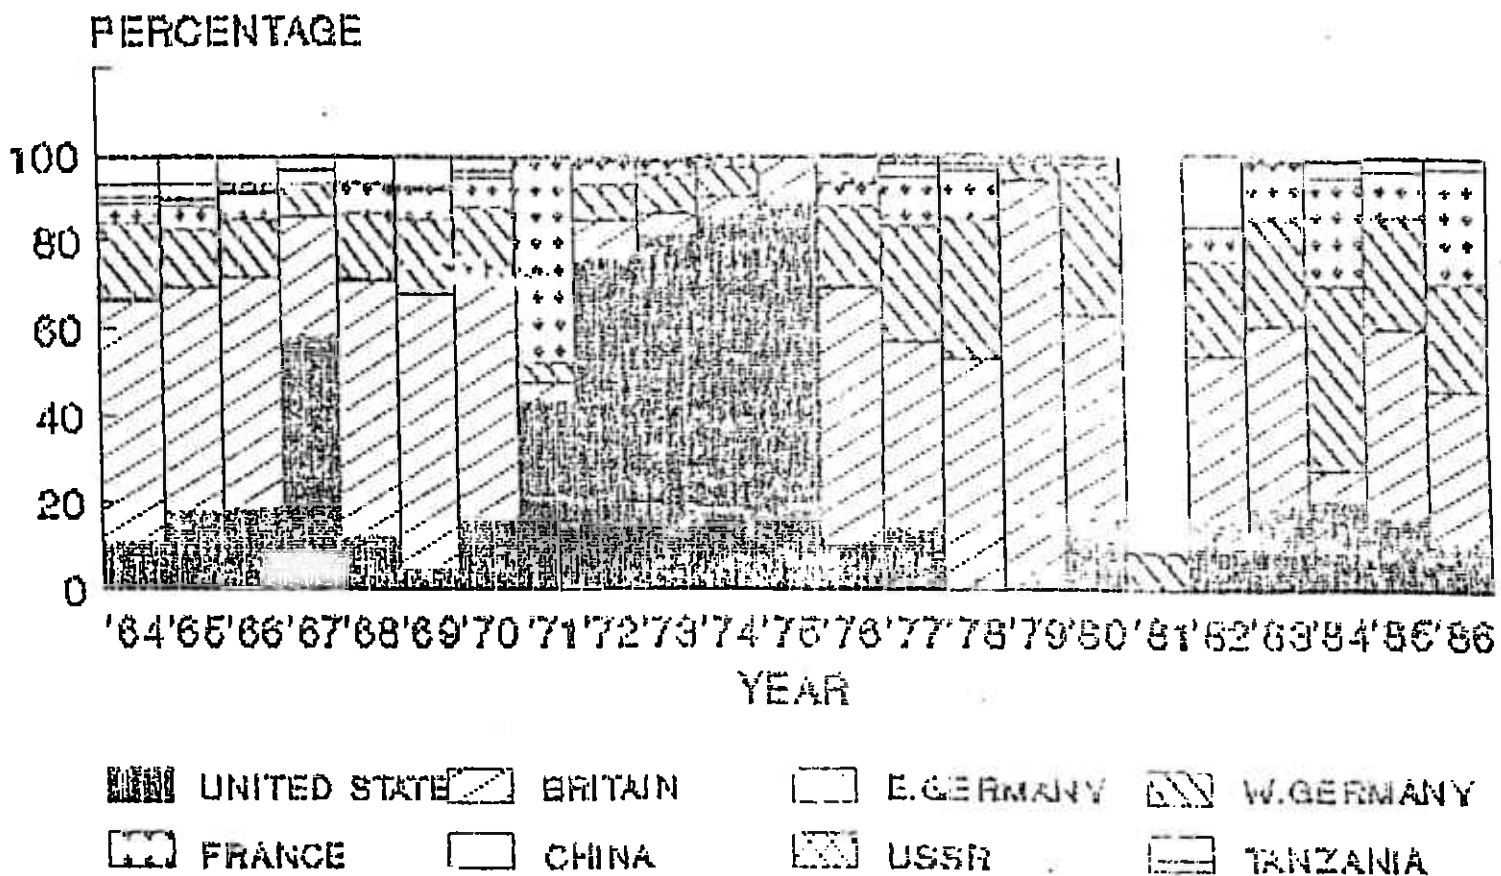 PERCENTAGE
100
80
60
40
20
0
'64 '65 '66 '67 '68 '69 '70 '71 '72 '73 '74 '75 '76 '77 '78 '79 '80 '81 '82 '83 '84 '85 '86
YEAR
UNITED STATE BRITAIN E.GERMANY W.GERMANY
FRANCE CHINA USSR TANZANIA